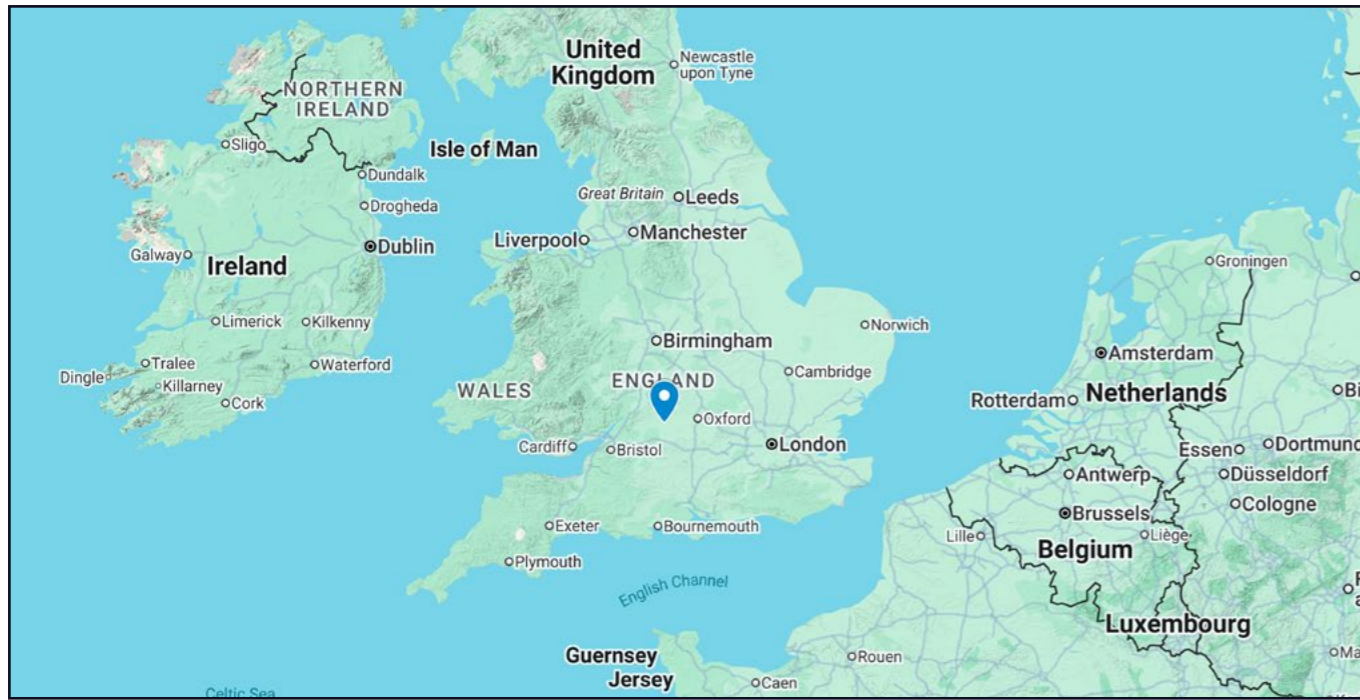 United
Kingdom
Newcastle
upon Tyne
NORTHERN
IRELAND
Sligo
Isle of Man
Dundalk
Great Britain
Leeds
Drogheda
Manchester
Liverpool
Dublin
Galway
Ireland
Groningen
Limerick
Kilkenny
Norwich
Birmingham
Amsterdam
Tralee
Waterford
Cambridge
Dingle
Killarney
WALES
ENGLAND
Netherlands
Rotterdam
Cork
Oxford
London
Cardiff
Bristol
Essen
Dortmund
Antwerp
Düsseldorf
Cologne
Brussels
Exeter
Bournemouth
Lille
Liège
Belgium
Plymouth
English Channel
Luxembourg
Guernsey
Jersey
Rouen
Caen
Celtic Sea